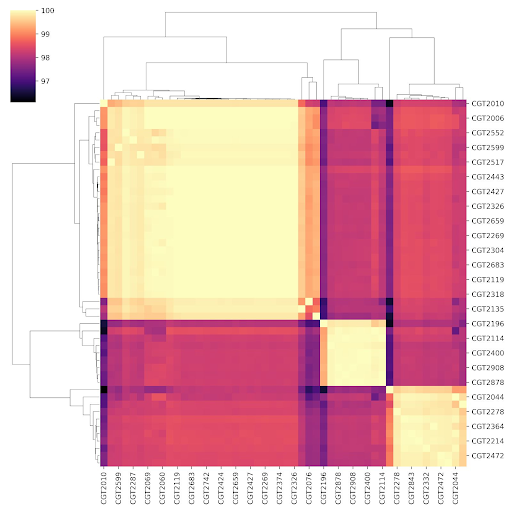 100
99
98
97
CGT2010
CGT2006
CGT2552
CGT2599
CGT2517
CGT2443
CGT2427
CGT2326
CGT2659
CGT2269
CGT2304
CGT2683
CGT2119
CGT2318
CGT2135
CGT2196
CGT2114
CGT2400
CGT2908
CGT2878
CGT2044
CGT2278
CGT2364
CGT2214
CGT2472
CGT2010
CGT2599
CGT2287
CGT2069
CGT2060
CGT2119
CGT2683
CGT2742
CGT2427
CGT2659
CGT2269
CGT2374
CGT2326
CGT2076
CGT2196
CGT2878
CGT2908
CGT2400
CGT2114
CGT2278
CGT2843
CGT2332
CGT2472
CGT2044